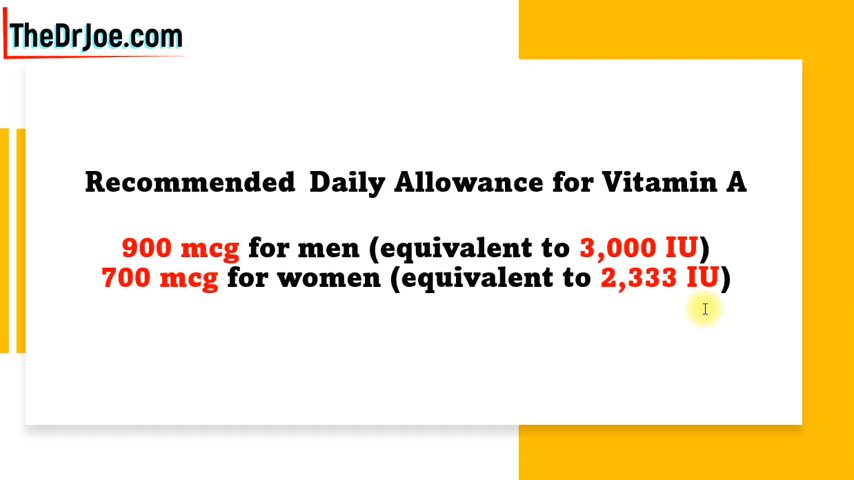 TheDrJoe.com
Recommended Daily Allowance for Vitamin A
900 mcg for men (equivalent to 3,000 IU)
700 mcg for women (equivalent to 2,333 IU)